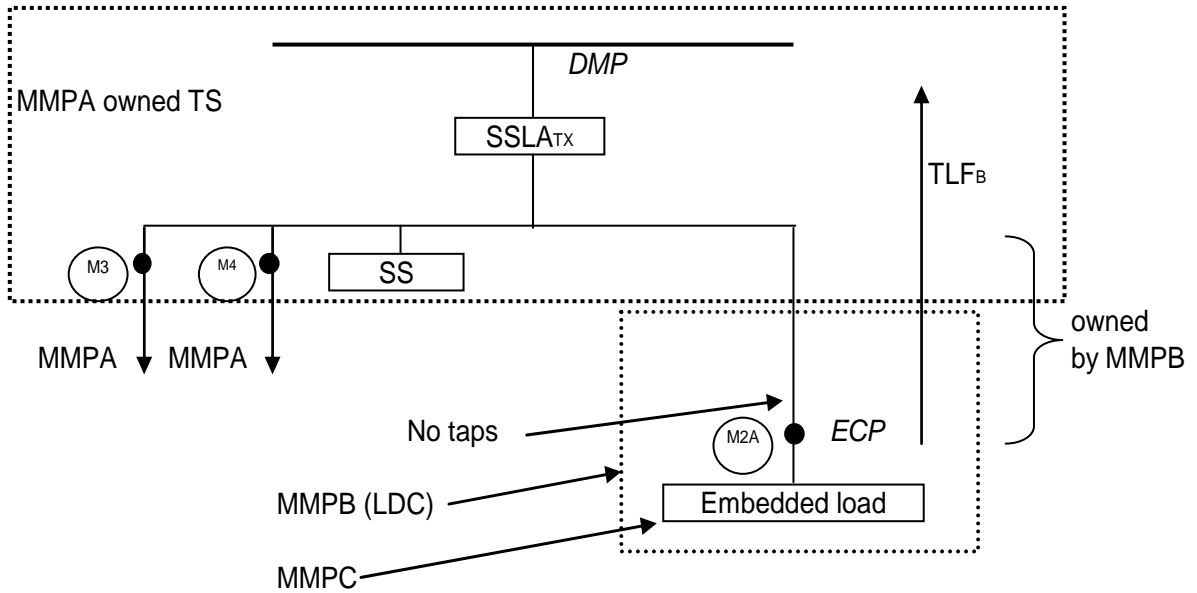 DMP
MMPA owned TS
SSLATX
TLFB
M3
M4
SS
MMPA
MMPA
owned
by MMPB
No taps
M2A
ECP
MMPB (LDC)
Embedded load
MMPC